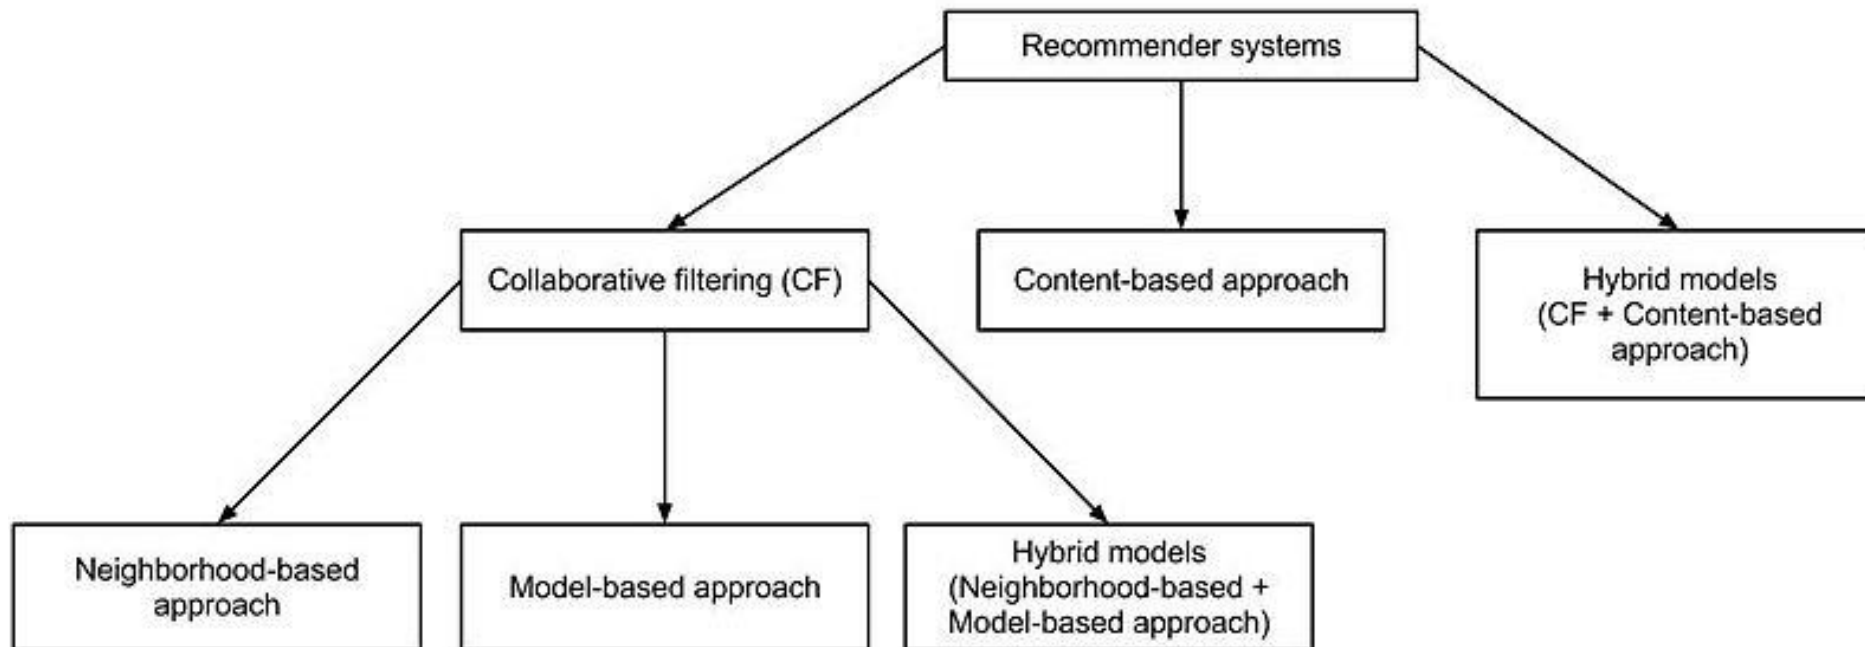 Recommender systems
Collaborative filtering (CF)
Content-based approach
Hybrid models
(CF + Content-based
approach)
Neighborhood-based
approach
Model-based approach
Hybrid models
(Neighborhood-based +
Model-based approach)